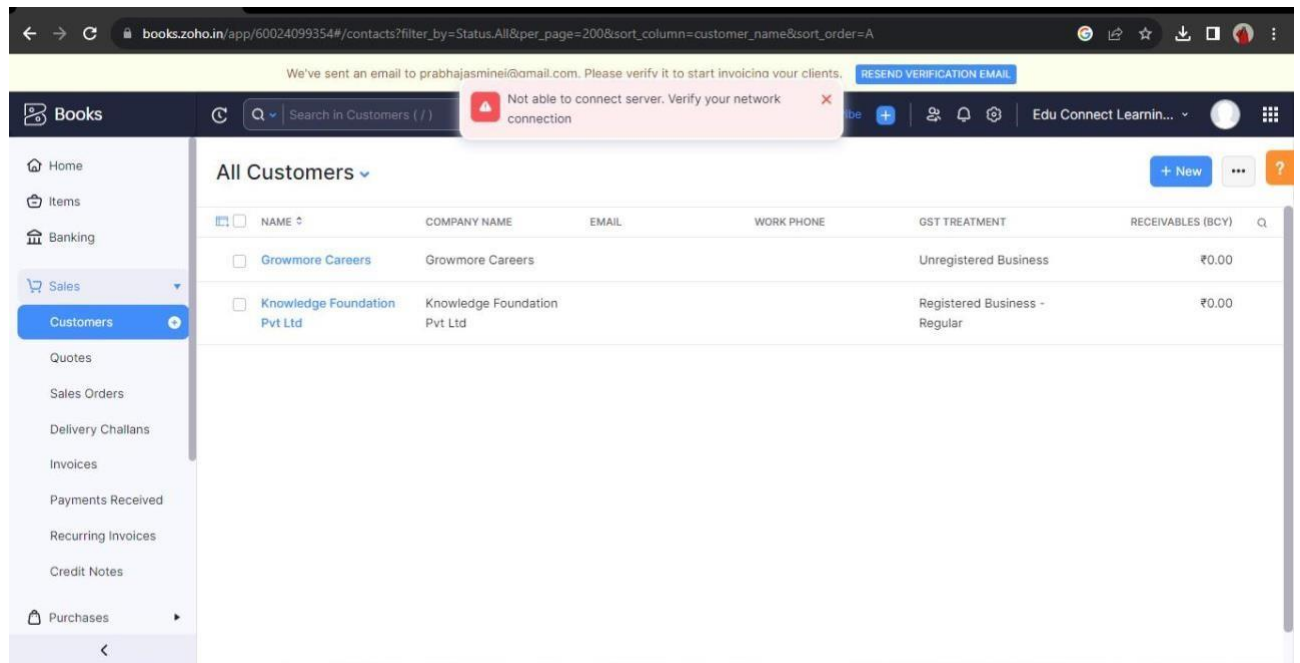 books.zoho.in/app/60024099354#/contacts?filter_by=Status.All&per_page=200&sort_column=customer_name&sort_order=A
We've sent an email to prabhajasminei@gmail.com. Please verify it to start invoicing your clients. RESEND VERIFICATION EMAIL
Books
Search in Customers ( / )
Not able to connect server. Verify your network
connection
Edu Connect Learnin...
Home
Items
Banking
Sales
Customers
Quotes
Sales Orders
Delivery Challans
Invoices
Payments Received
Recurring Invoices
Credit Notes
Purchases
All Customers
+ New
?
NAME COMPANY NAME EMAIL WORK PHONE GST TREATMENT RECEIVABLES (BCY)
Growmore Careers Growmore Careers Unregistered Business ₹0.00
Knowledge Foundation Knowledge Foundation Registered Business - ₹0.00
Pvt Ltd Pvt Ltd Regular